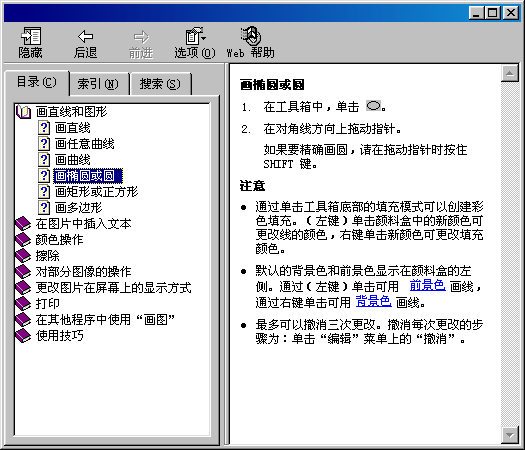 隐藏 后退 前进 选项(O) Web 帮助
目录(C) 索引(N) 搜索(S)
画直线和图形
画直线
画任意曲线
画曲线
画椭圆或圆
画矩形或正方形
画多边形
在图片中插入文本
颜色操作
擦除
对部分图像的操作
更改图片在屏幕上的显示方式
打印
在其他程序中使用“画图”
使用技巧
画椭圆或圆
1. 在工具箱中，单击 。
2. 在对角线方向上拖动指针。
如果要精确画圆，请在拖动指针时按住
SHIFT 键。
注意
• 通过单击工具箱底部的填充模式可以创建彩
色填充。（左键）单击颜料盒中的新颜色可
更改线的颜色，右键单击新颜色可更改填充
颜色。
• 默认的背景色和前景色显示在颜料盒的左
侧。通过（左键）单击可用 前景色 画线，
通过右键单击可用 背景色 画线。
• 最多可以撤消三次更改。撤消每次更改的步
骤为：单击“编辑”菜单上的“撤消”。